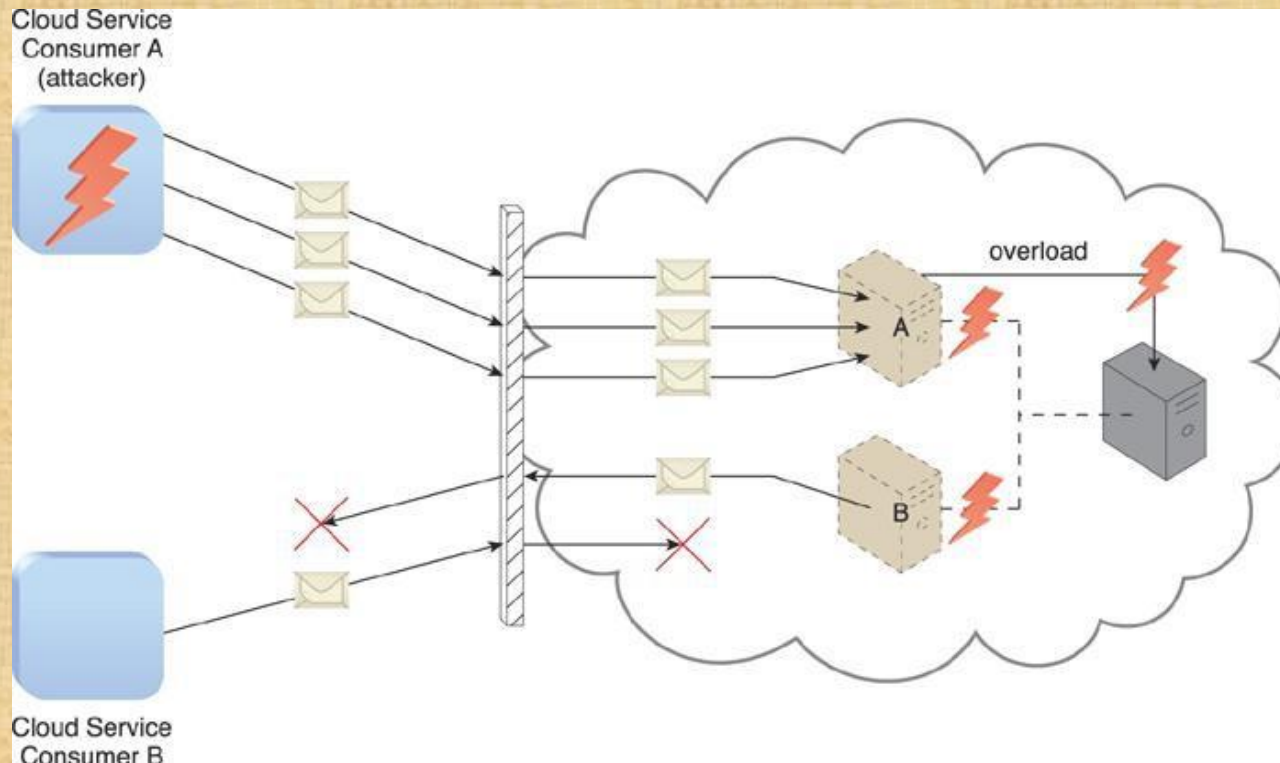 Cloud Service
Consumer A
(attacker)
overload
A
B
Cloud Service
Consumer B